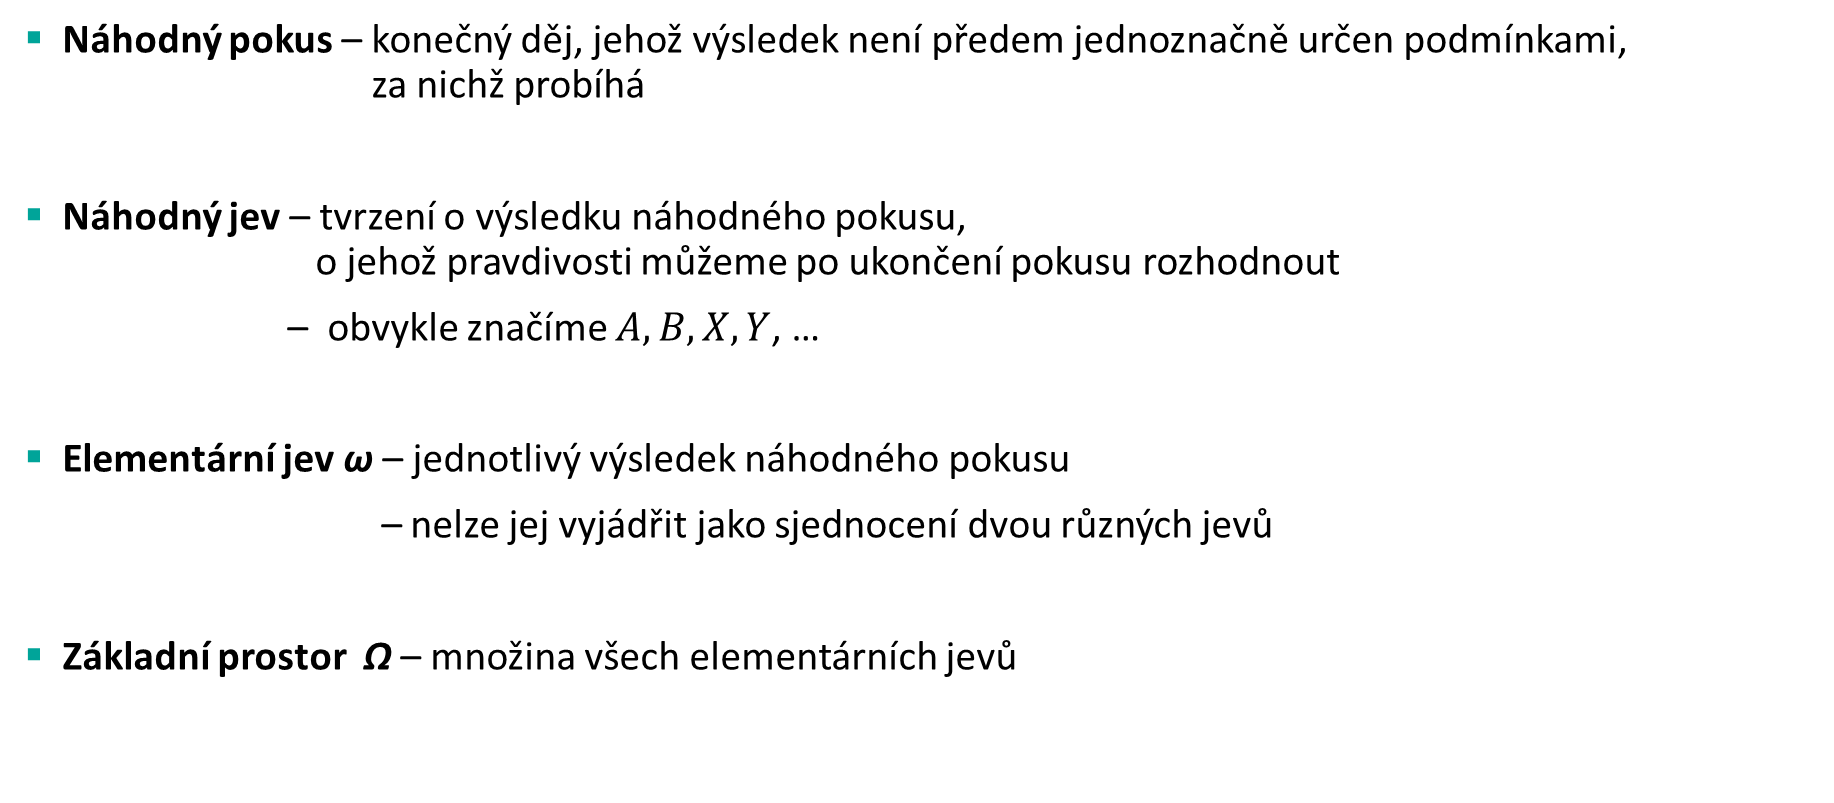 ▪ Náhodný pokus – konečný děj, jehož výsledek není předem jednoznačně určen podmínkami,
za nichž probíhá
▪ Náhodný jev – tvrzení o výsledku náhodného pokusu,
o jehož pravdivosti můžeme po ukončení pokusu rozhodnout
– obvykle značíme A, B, X, Y, ...
▪ Elementární jev ω – jednotlivý výsledek náhodného pokusu
– nelze jej vyjádřit jako sjednocení dvou různých jevů
▪ Základní prostor Ω – množina všech elementárních jevů